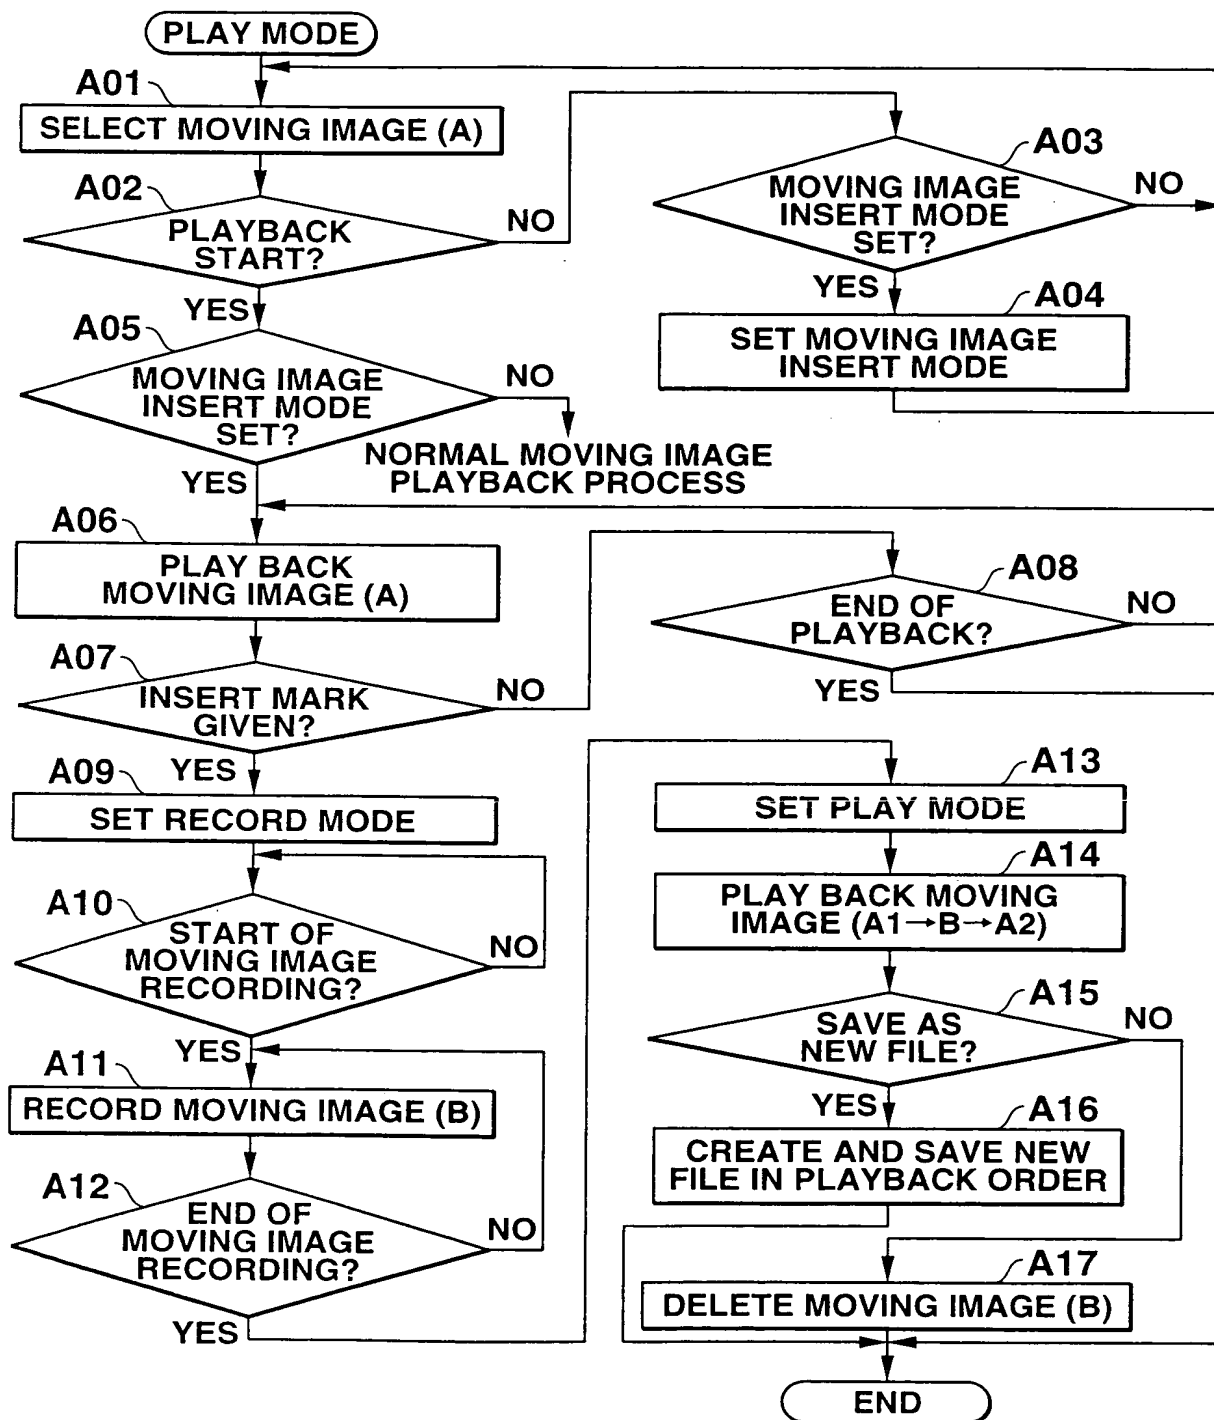 PLAY MODE
A01
SELECT MOVING IMAGE (A)
A02
PLAYBACK
START?
NO
YES
A03
MOVING IMAGE
INSERT MODE
SET?
NO
YES
A04
SET MOVING IMAGE
INSERT MODE
A05
MOVING IMAGE
INSERT MODE
SET?
NO
YES
NORMAL MOVING IMAGE
PLAYBACK PROCESS
A06
PLAY BACK
MOVING IMAGE (A)
A07
INSERT MARK
GIVEN?
NO
YES
A08
END OF
PLAYBACK?
NO
YES
A09
SET RECORD MODE
A10
START OF
MOVING IMAGE
RECORDING?
NO
YES
A11
RECORD MOVING IMAGE (B)
A12
END OF
MOVING IMAGE
RECORDING?
NO
YES
A13
SET PLAY MODE
A14
PLAY BACK MOVING
IMAGE (A1→B→A2)
A15
SAVE AS
NEW FILE?
NO
YES
A16
CREATE AND SAVE NEW
FILE IN PLAYBACK ORDER
A17
DELETE MOVING IMAGE (B)
END